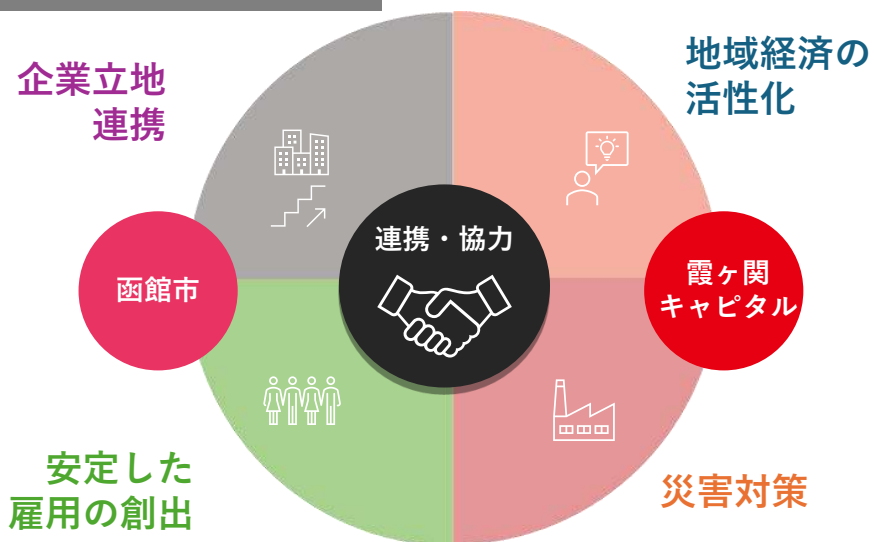 企業立地
連携
地域経済の
活性化
連携・協力
函館市
霞ヶ関
キャピタル
安定した
雇用の創出
災害対策